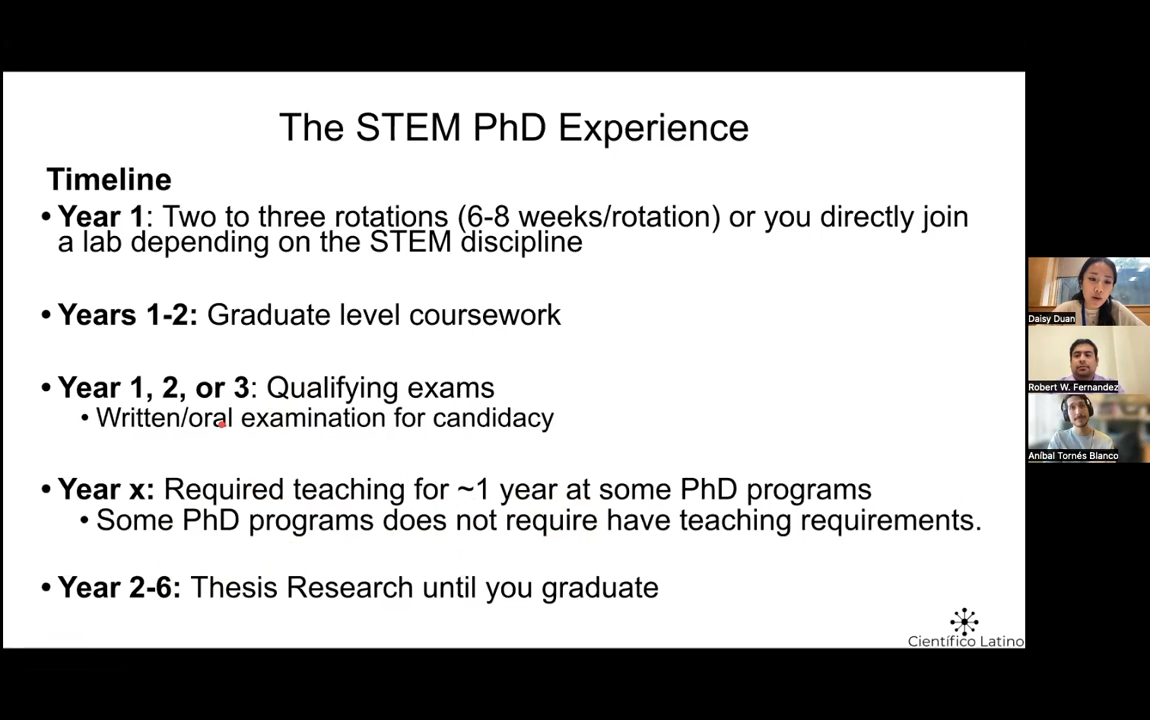 The STEM PhD Experience
Timeline
• Year 1: Two to three rotations (6-8 weeks/rotation) or you directly join
a lab depending on the STEM discipline
• Years 1-2: Graduate level coursework
• Year 1, 2, or 3: Qualifying exams
• Written/oral examination for candidacy
• Year x: Required teaching for ~1 year at some PhD programs
• Some PhD programs does not require have teaching requirements.
• Year 2-6: Thesis Research until you graduate
Científico Latino
Daisy Duan
Robert W. Fernandez
Aníbal Tornés Blanco